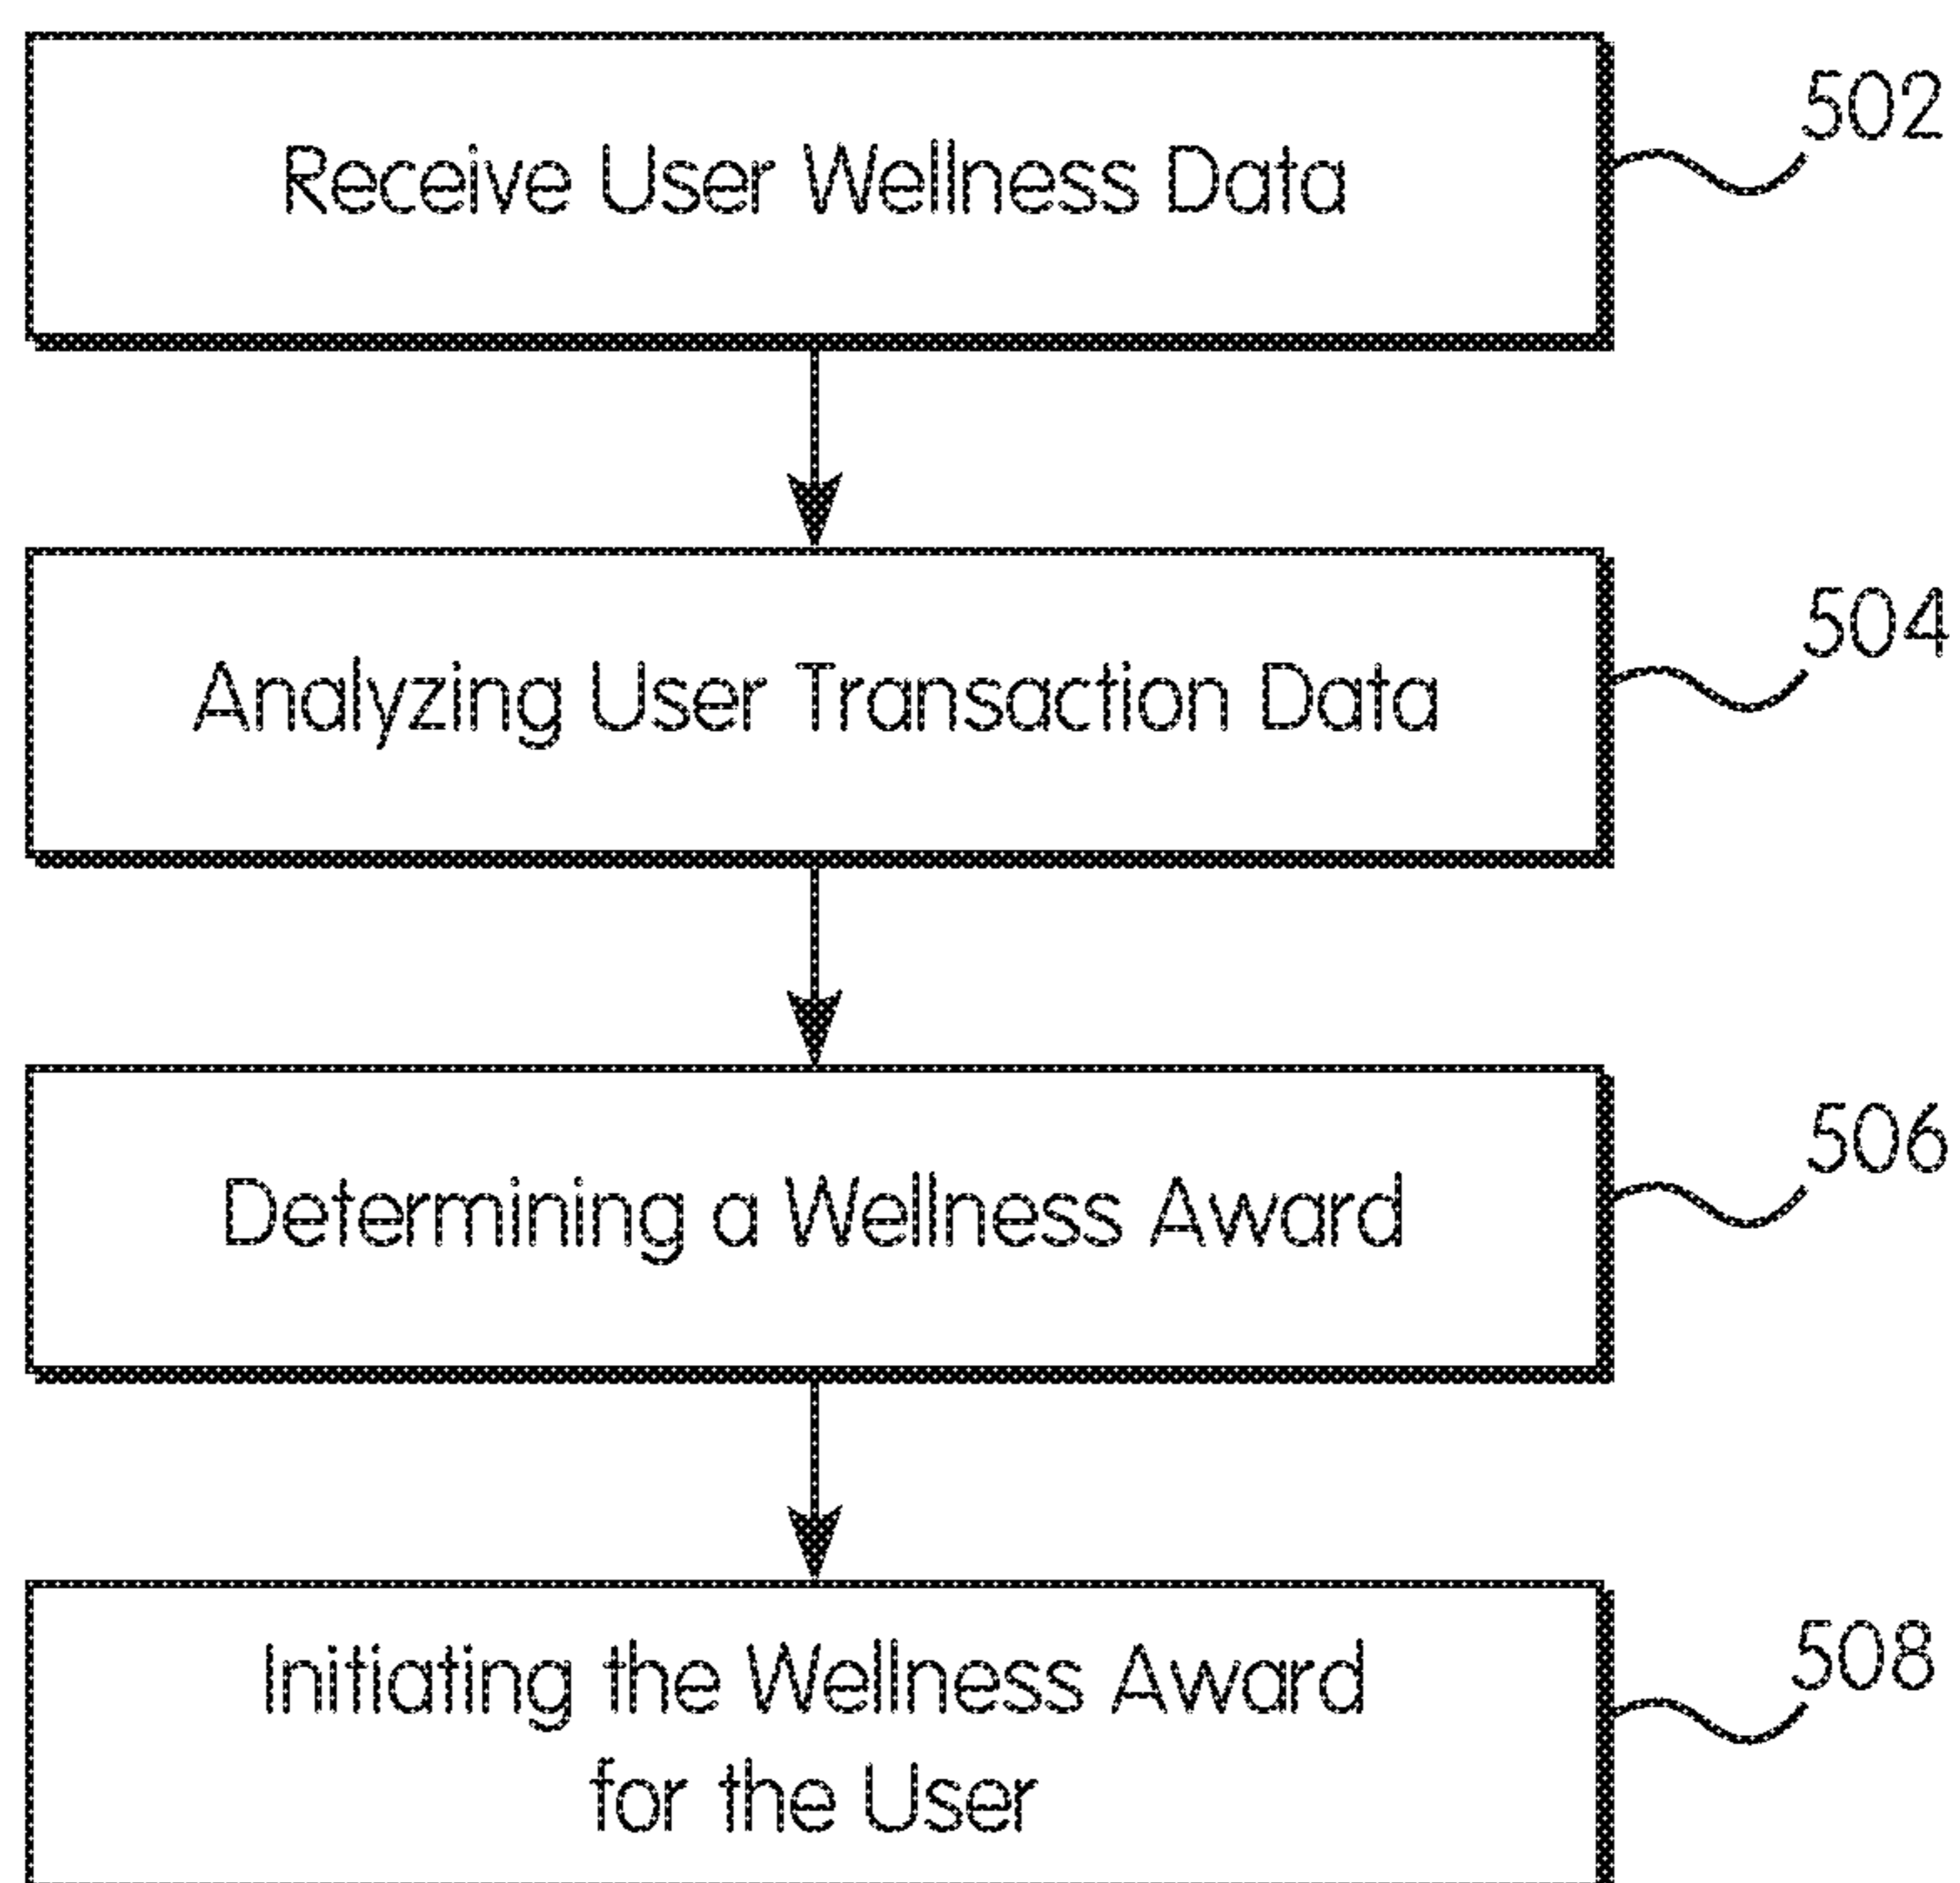 Receive User Wellness Data
502
Analyzing User Transaction Data
504
Determining a Wellness Award
506
Initiating the Wellness Award
for the User
508